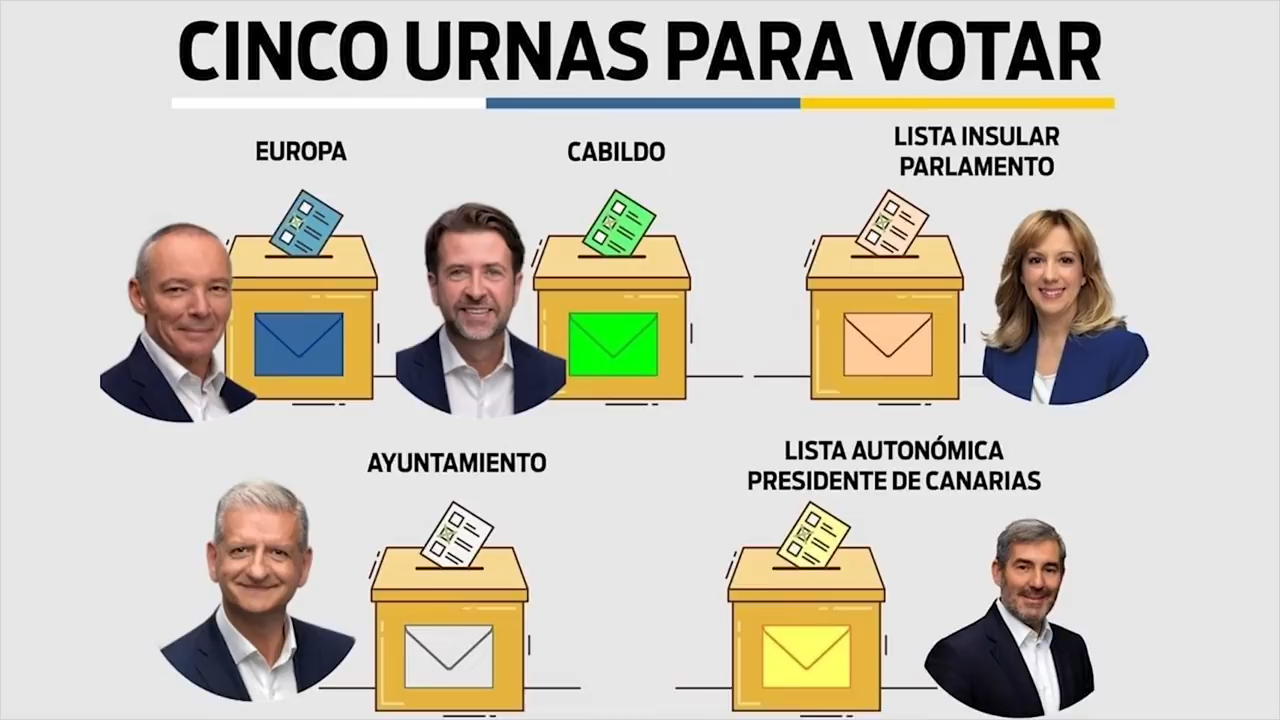 CINCO URNAS PARA VOTAR
EUROPA
CABILDO
LISTA INSULAR
PARLAMENTO
AYUNTAMIENTO
LISTA AUTONÓMICA
PRESIDENTE DE CANARIAS